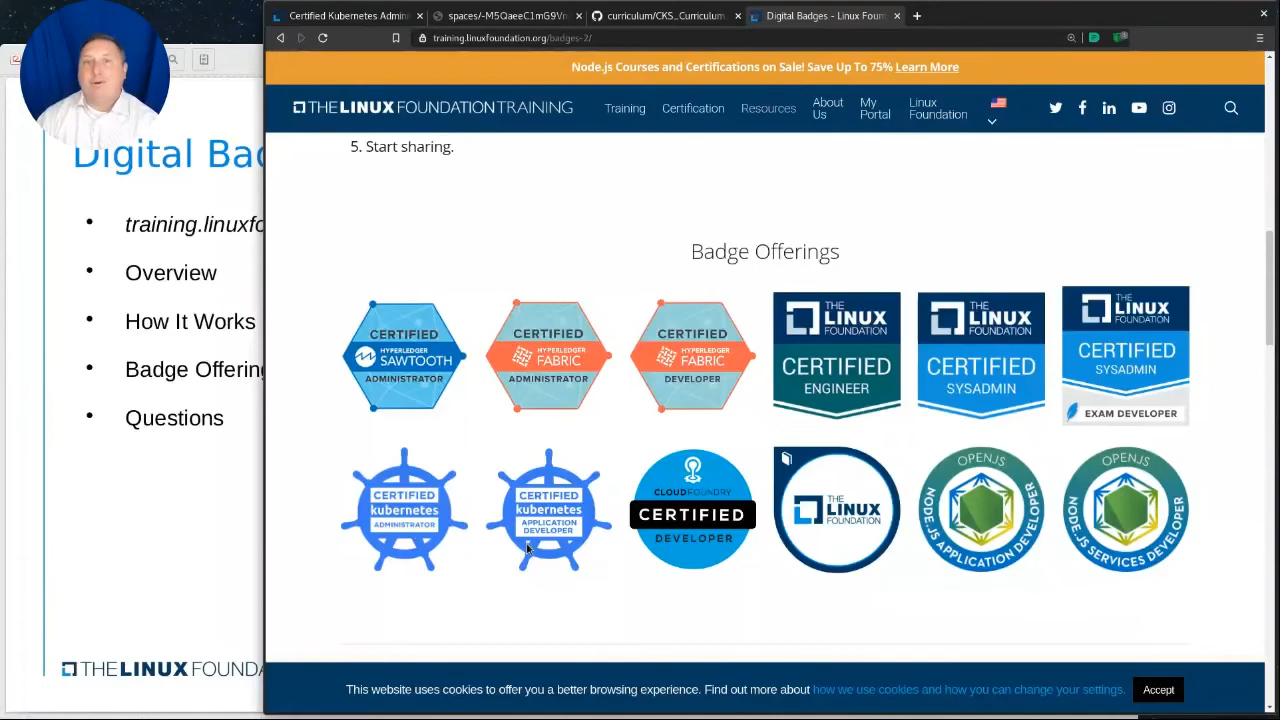 Certified Kubernetes Admini
spaces/-M5QaeeC1mG9Vn
curriculum/CKS_Curriculum
Digital Badges - Linux Foun
training.linuxfoundation.org/badges-2/
Node.js Courses and Certifications on Sale! Save Up To 75% Learn More
THE LINUX FOUNDATION TRAINING
Training
Certification
Resources
About Us
My Portal
Linux Foundation
5. Start sharing.
Badge Offerings
CERTIFIED
HYPERLEDGER
SAWTOOTH
ADMINISTRATOR
CERTIFIED
HYPERLEDGER
FABRIC
ADMINISTRATOR
CERTIFIED
HYPERLEDGER
FABRIC
DEVELOPER
THE
LINUX
FOUNDATION
CERTIFIED
ENGINEER
THE
LINUX
FOUNDATION
CERTIFIED
SYSADMIN
THE
LINUX
FOUNDATION
CERTIFIED
SYSADMIN
EXAM DEVELOPER
CERTIFIED
kubernetes
ADMINISTRATOR
CERTIFIED
kubernetes
APPLICATION
DEVELOPER
CLOUDFOUNDRY
CERTIFIED
DEVELOPER
THE
LINUX
FOUNDATION
OPENJS
NODE.JS APPLICATION DEVELOPER
OPENJS
NODE.JS SERVICES DEVELOPER
This website uses cookies to offer you a better browsing experience. Find out more about how we use cookies and how you can change your settings.
Accept
Digital Bad
• training.linuxfo
• Overview
• How It Works
• Badge Offering
• Questions
THE LINUX FOUNDA